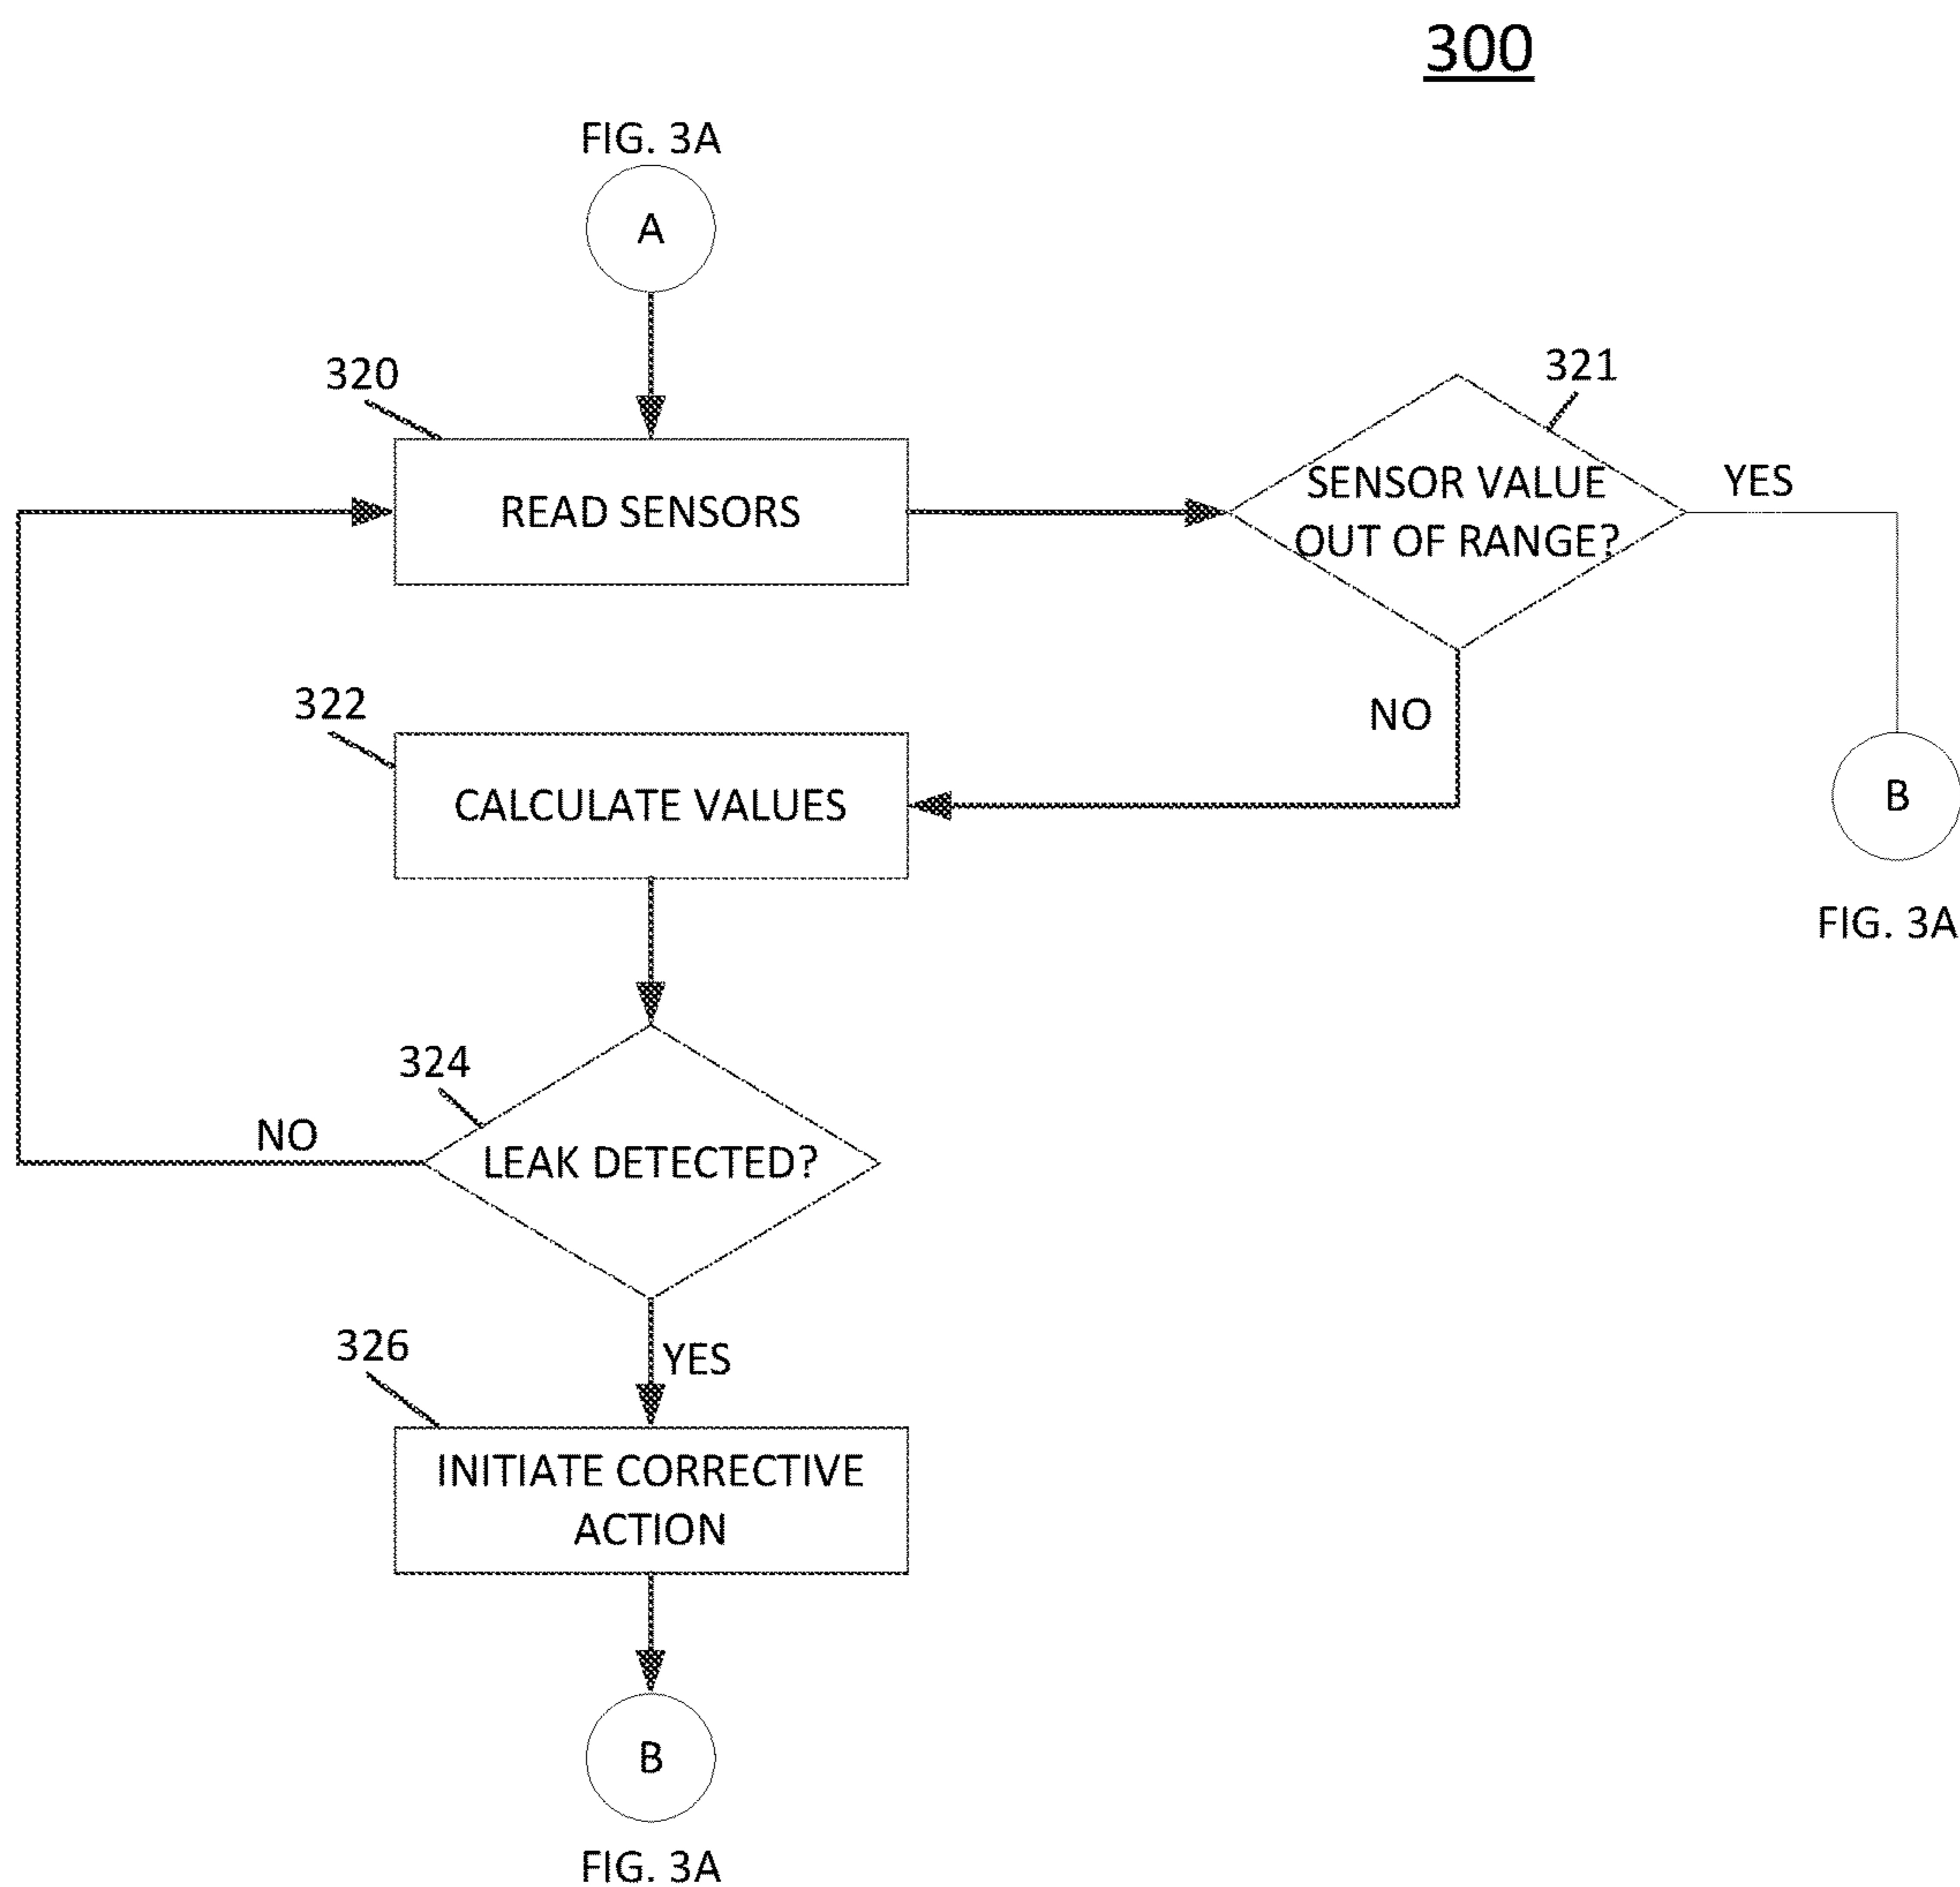 300
FIG. 3A
A
320
READ SENSORS
321
SENSOR VALUE
OUT OF RANGE?
YES
NO
B
FIG. 3A
322
CALCULATE VALUES
324
LEAK DETECTED?
NO
YES
326
INITIATE CORRECTIVE
ACTION
B
FIG. 3A